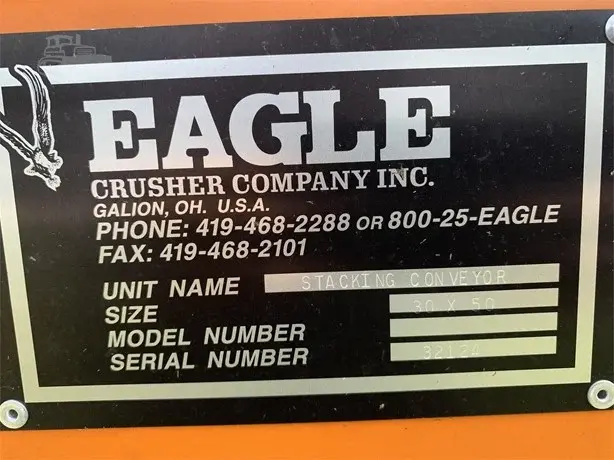 EAGLE
CRUSHER COMPANY INC.
GALION, OH. U.S.A.
PHONE: 419-468-2288 OR 800-25-EAGLE
FAX: 419-468-2101
UNIT NAME STACKING CONVEYOR
SIZE 30 X 50
MODEL NUMBER
SERIAL NUMBER 32124